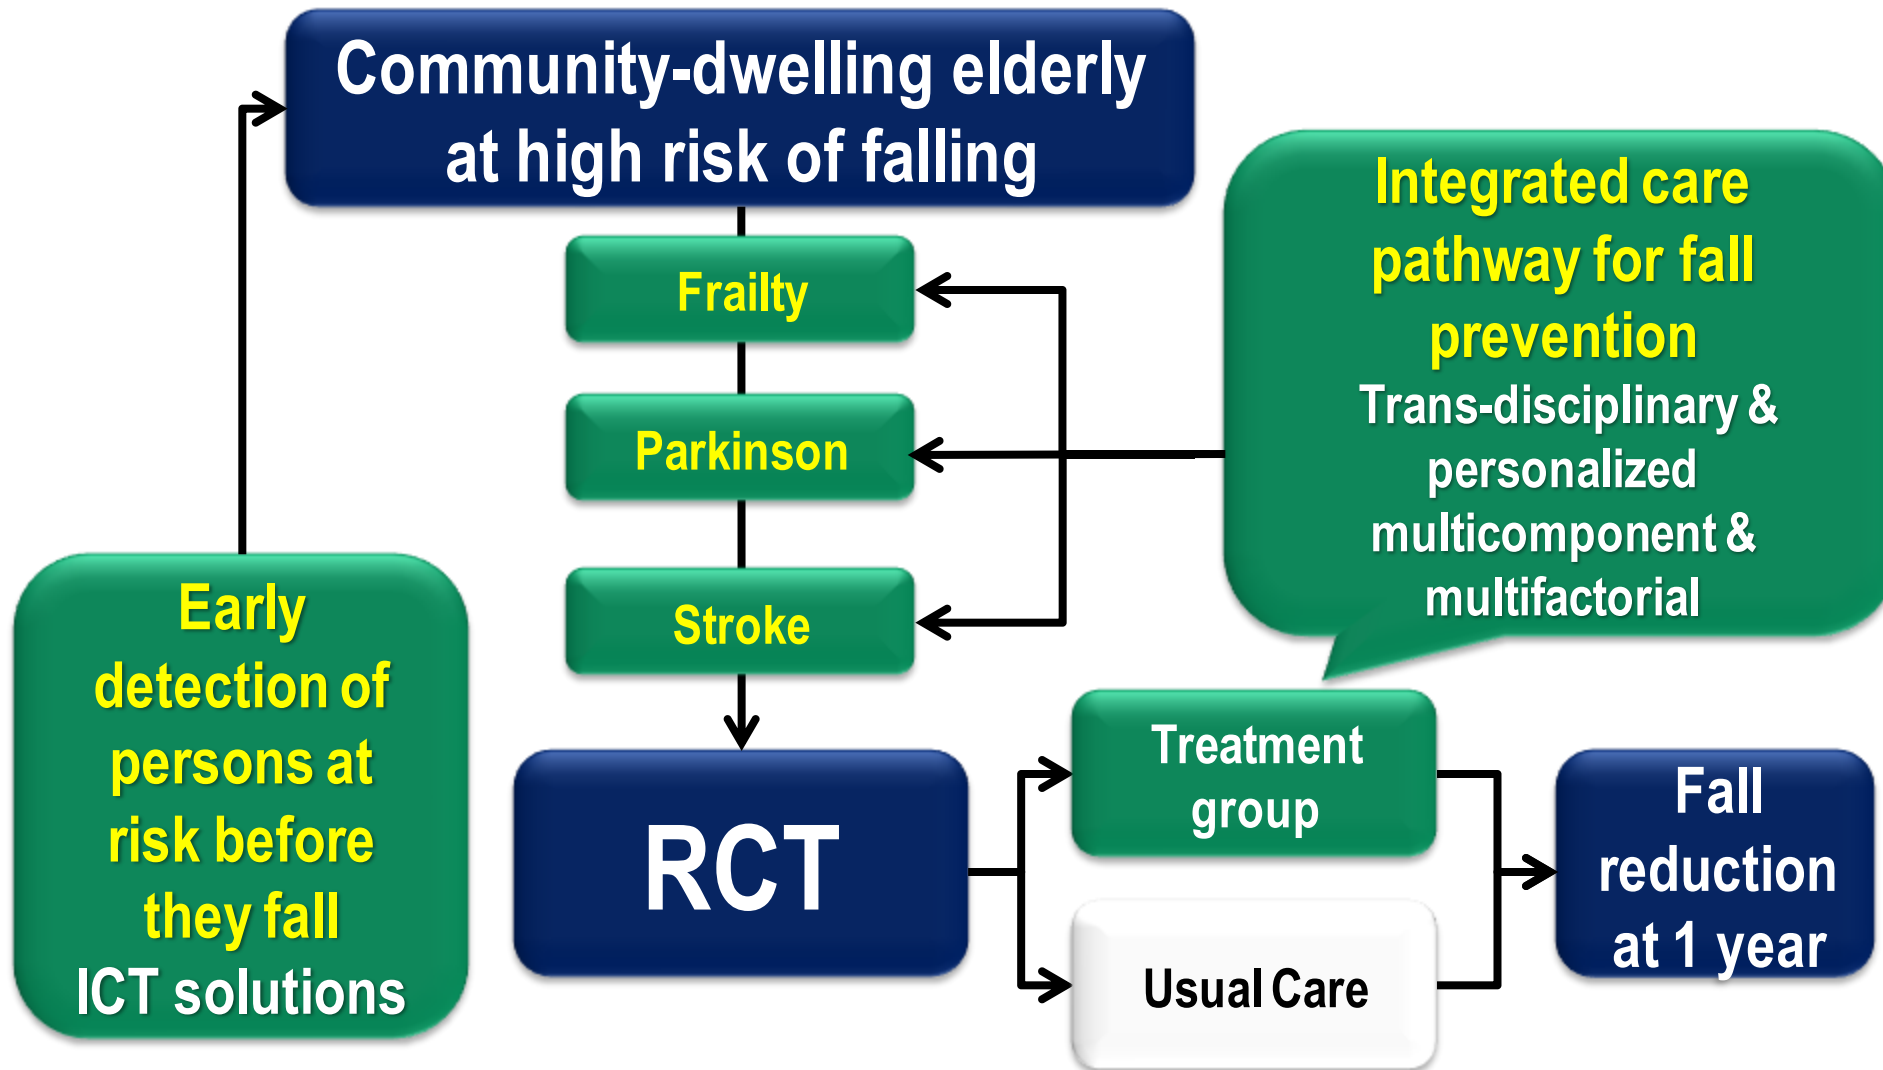 Community-dwelling elderly
at high risk of falling
Frailty
Parkinson
Stroke
Integrated care
pathway for fall
prevention
Trans-disciplinary &
personalized
multicomponent &
multifactorial
Early
detection of
persons at
risk before
they fall
ICT solutions
RCT
Treatment
group
Usual Care
Fall
reduction
at 1 year